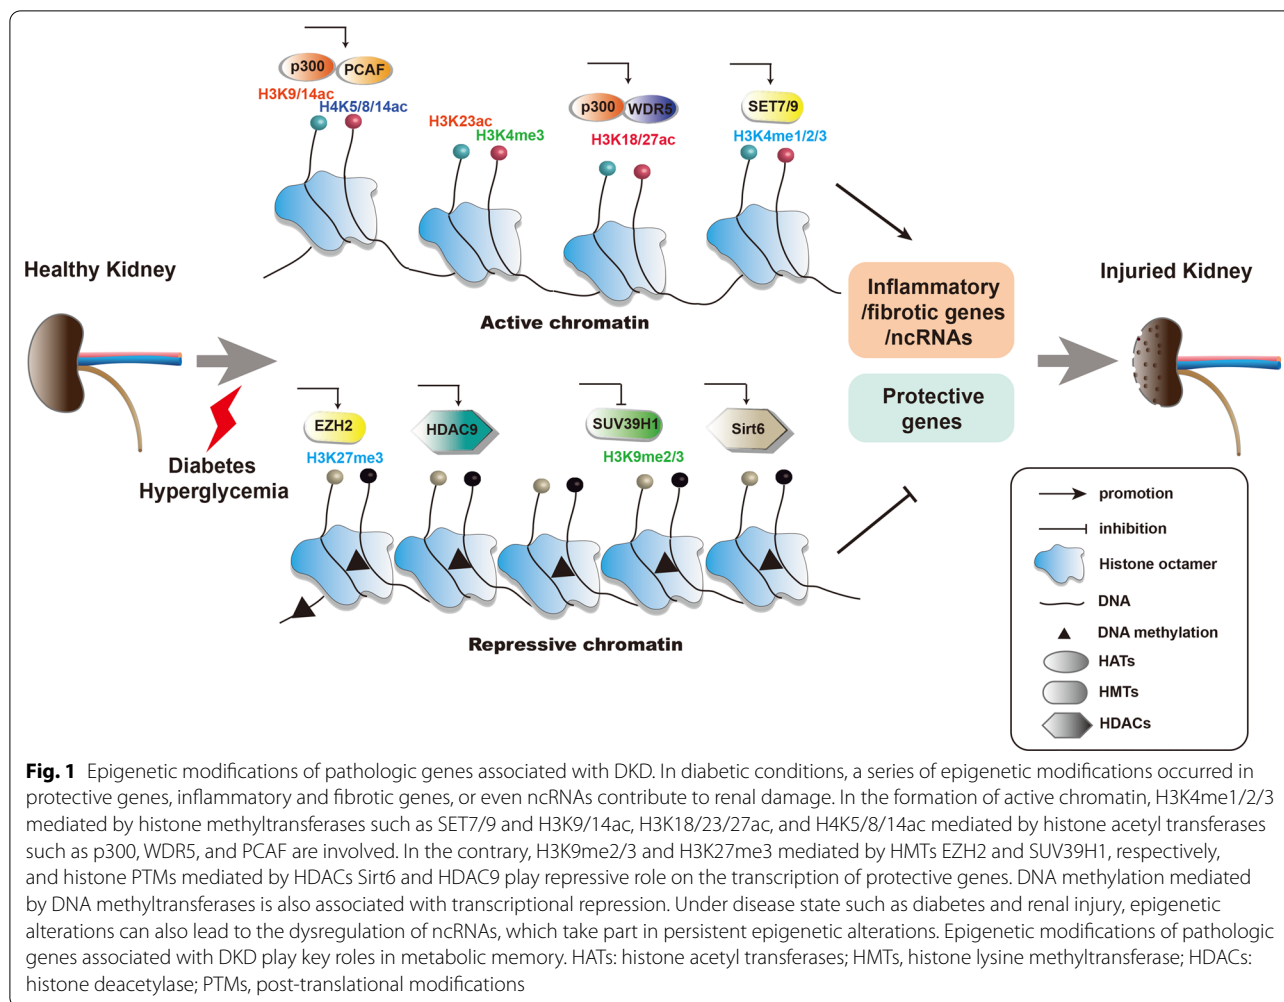 p300
PCAF
H3K9/14ac
H4K5/8/14ac
H3K23ac
H3K4me3
p300
WDR5
H3K18/27ac
SET7/9
H3K4me1/2/3
Healthy Kidney
Active chromatin
Inflammatory
/fibrotic genes
/ncRNAs
Injuried Kidney
Protective
genes
Diabetes
Hyperglycemia
EZH2
H3K27me3
HDAC9
SUV39H1
H3K9me2/3
Sirt6
Repressive chromatin
promotion
inhibition
Histone octamer
DNA
DNA methylation
HATs
HMTs
HDACs
Fig. 1 Epigenetic modifications of pathologic genes associated with DKD. In diabetic conditions, a series of epigenetic modifications occurred in
protective genes, inflammatory and fibrotic genes, or even ncRNAs contribute to renal damage. In the formation of active chromatin, H3K4me1/2/3
mediated by histone methyltransferases such as SET7/9 and H3K9/14ac, H3K18/23/27ac, and H4K5/8/14ac mediated by histone acetyl transferases
such as p300, WDR5, and PCAF are involved. In the contrary, H3K9me2/3 and H3K27me3 mediated by HMTs EZH2 and SUV39H1, respectively,
and histone PTMs mediated by HDACs Sirt6 and HDAC9 play repressive role on the transcription of protective genes. DNA methylation mediated
by DNA methyltransferases is also associated with transcriptional repression. Under disease state such as diabetes and renal injury, epigenetic
alterations can also lead to the dysregulation of ncRNAs, which take part in persistent epigenetic alterations. Epigenetic modifications of pathologic
genes associated with DKD play key roles in metabolic memory. HATs: histone acetyl transferases; HMTs, histone lysine methyltransferase; HDACs:
histone deacetylase; PTMs, post-translational modifications